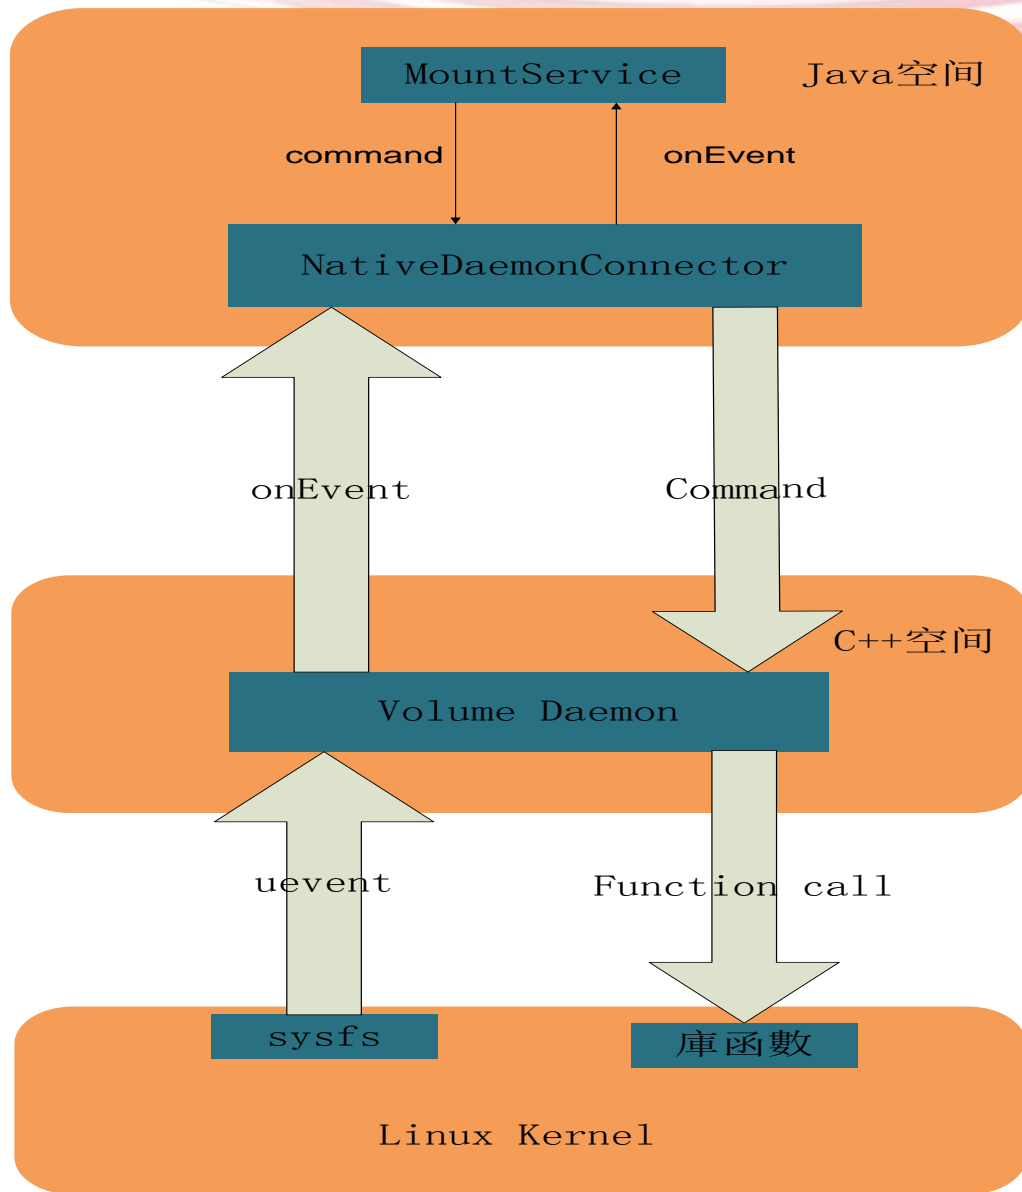 MountService
Java空间
command
onEvent
NativeDaemonConnector
onEvent
Command
C++空间
Volume Daemon
uevent
Function call
sysfs
庫函數
Linux Kernel